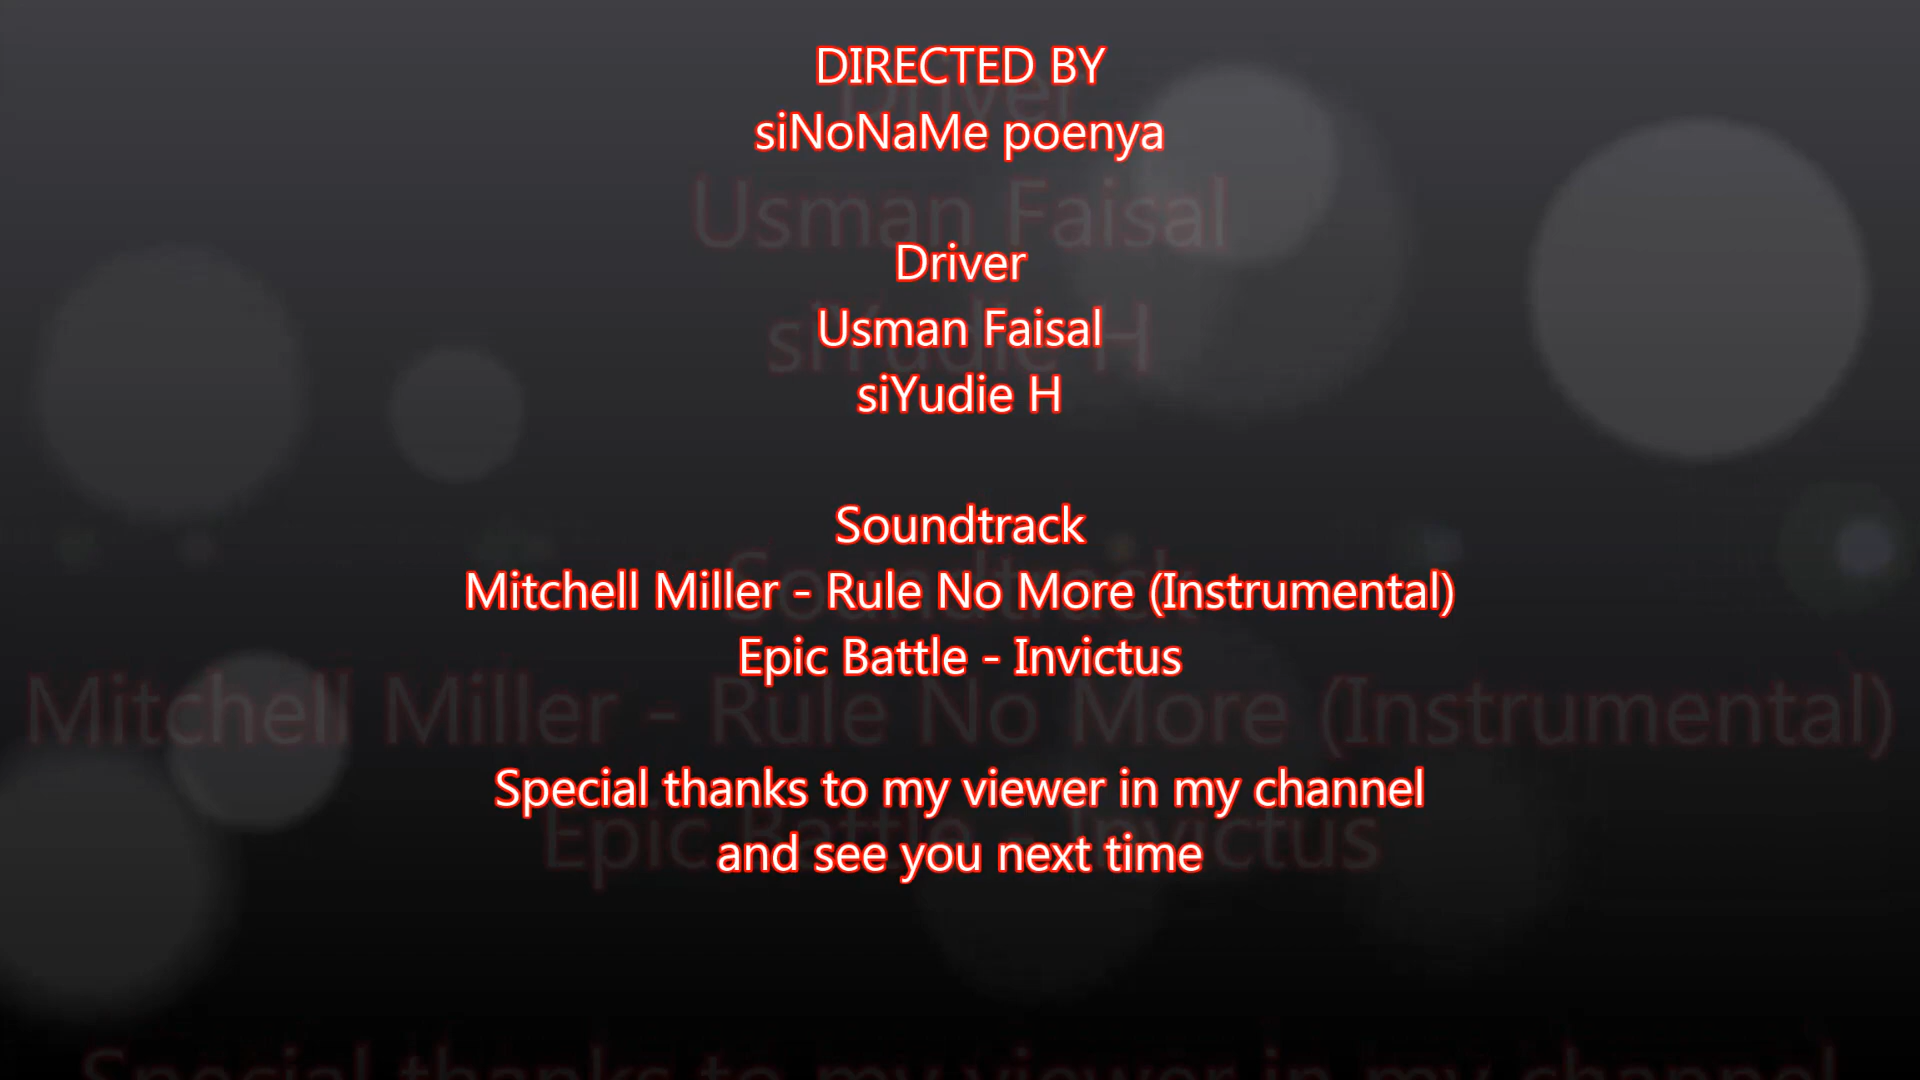 DIRECTED BY
siNoNaMe poenya
Driver
Usman Faisal
siYudie H
Soundtrack
Mitchell Miller - Rule No More (Instrumental)
Epic Battle - Invictus
Special thanks to my viewer in my channel
and see you next time